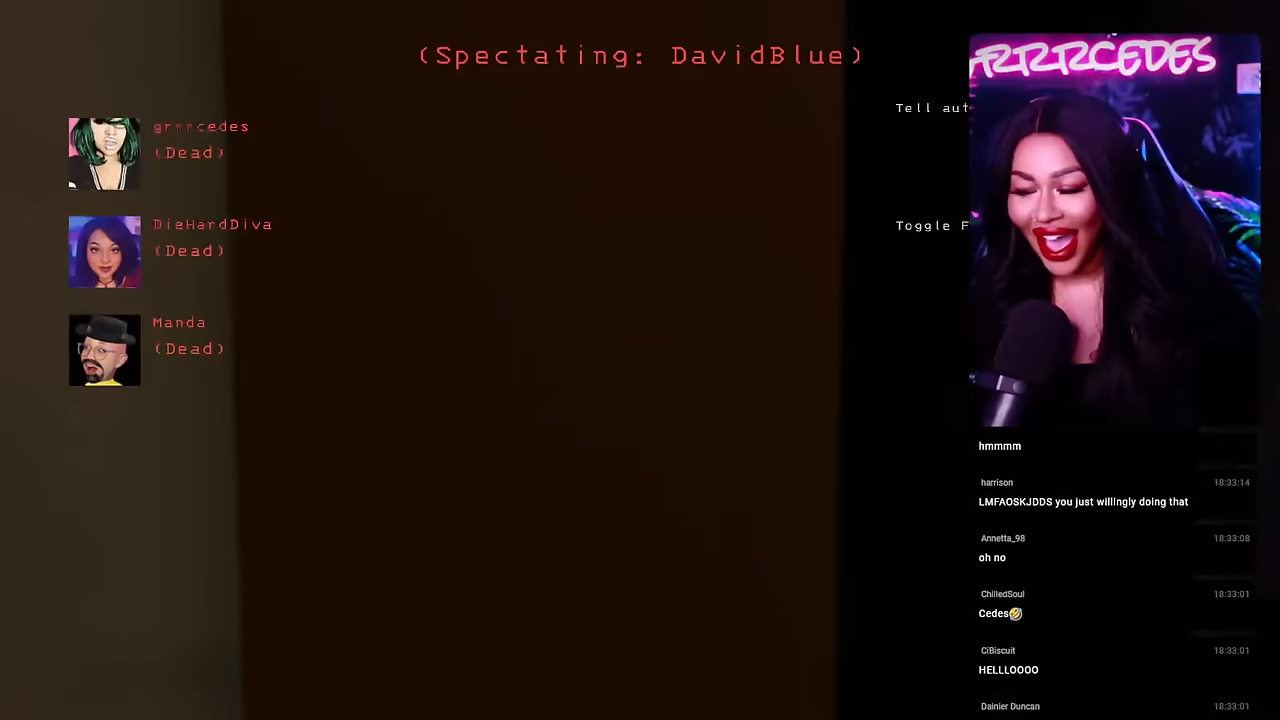 (Spectating: DavidBlue)
grrrcedes
(Dead)
DieHardDiva
(Dead)
Manda
(Dead)
Tell aut
Toggle F
RRRCEDES
hmmmm
harrison 18:33:14
LMFAOSKJDDS you just willingly doing that
Annetta_98 18:33:08
oh no
ChilledSoul 18:33:01
Cedes🤣
CiBiscuit 18:33:01
HELLLOOOO
Dainier Duncan 18:33:01